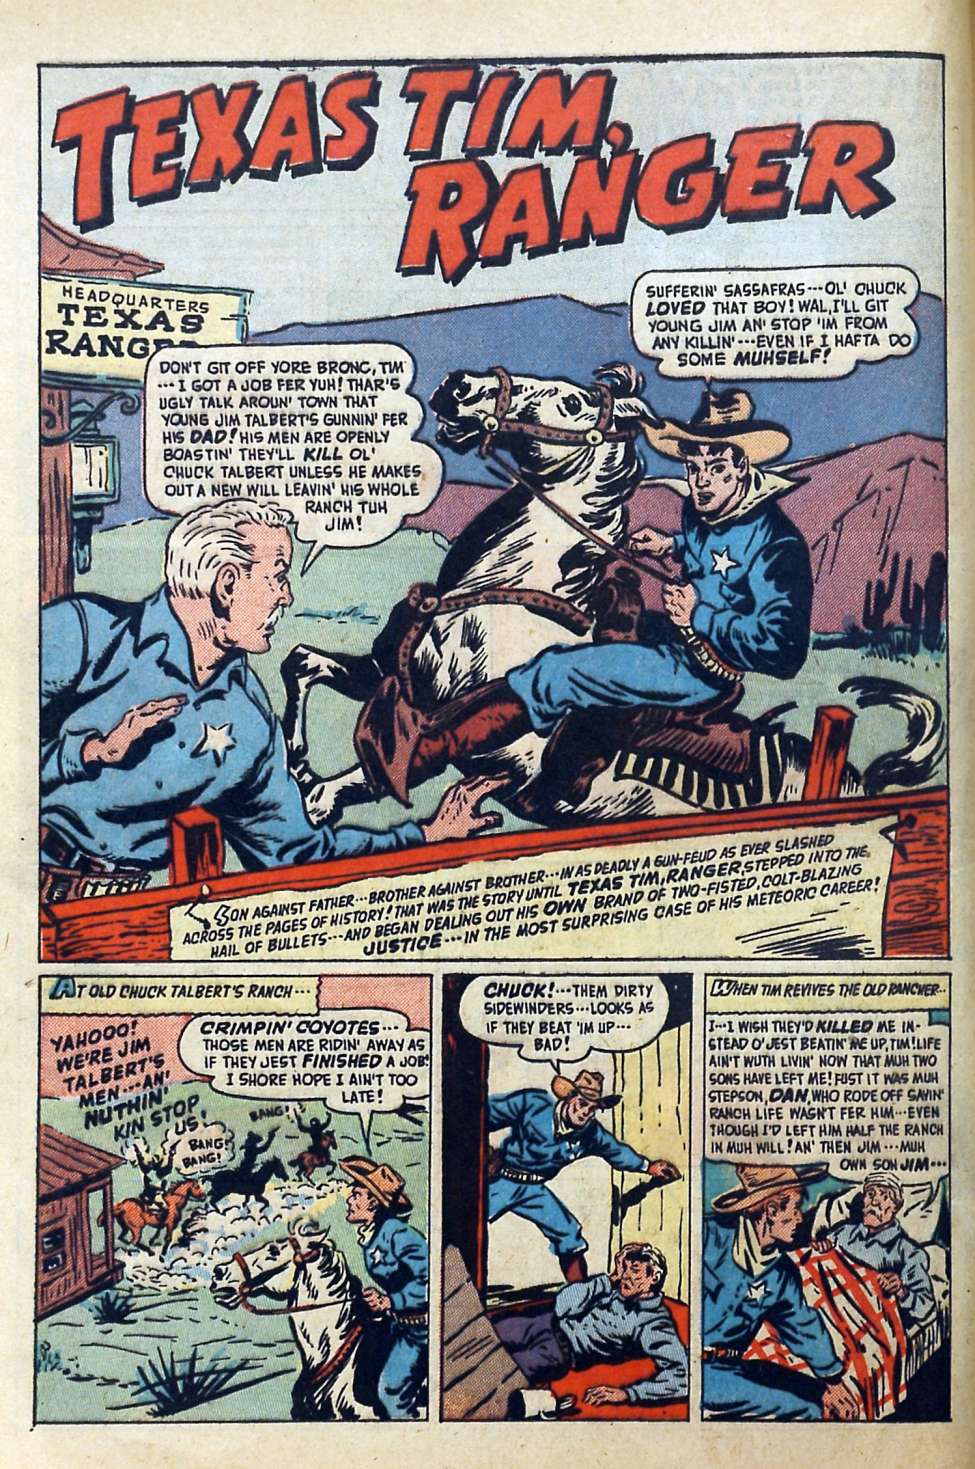 TEXAS TIM,
RANGER
HEADQUARTERS
TEXAS
RANGE
DON'T GIT OFF YORE BRONC, TIM
---I GOT A JOB FER YUH! THAR'S
UGLY TALK AROUN' TOWN THAT
YOUNG JIM TALBERT'S GUNNIN' FER
HIS DAD! HIS MEN ARE OPENLY
BOASTIN' THEY'LL KILL OL'
CHUCK TALBERT UNLESS HE MAKES
OUT A NEW WILL LEAVIN' HIS WHOLE
RANCH TUH
JIM!
SUFFERIN' SASSAFRAS---OL' CHUCK
LOVED THAT BOY! WAL, I'LL GIT
YOUNG JIM AN' STOP 'IM FROM
ANY KILLIN'---EVEN IF I HAFTA DO
SOME MUHSELF!
SON AGAINST FATHER---BROTHER AGAINST BROTHER---IN AS DEADLY A GUN-FEUD AS EVER SLASHED
ACROSS THE PAGES OF HISTORY! THAT WAS THE STORY UNTIL TEXAS TIM, RANGER, STEPPED INTO THE
HAIL OF BULLETS---AND BEGAN DEALING OUT HIS OWN BRAND OF TWO-FISTED, COLT-BLAZING
JUSTICE---IN THE MOST SURPRISING CASE OF HIS METEORIC CAREER!
AT OLD CHUCK TALBERT'S RANCH---
YAHOOO!
WE'RE JIM
TALBERT'S
MEN---AN'
NUTHIN'
KIN STOP
US!
CRIMPIN' COYOTES---
THOSE MEN ARE RIDIN' AWAY AS
IF THEY JEST FINISHED A JOB!
I SHORE HOPE I AIN'T TOO
LATE!
BANG!
BANG!
BANG!
CHUCK!---THEM DIRTY
SIDEWINDERS---LOOKS AS
IF THEY BEAT 'IM UP---
BAD!
WHEN TIM REVIVES THE OLD RANCHER--
I---I WISH THEY'D KILLED ME IN-
STEAD O' JEST BEATIN' ME UP, TIM! LIFE
AIN'T WUTH LIVIN' NOW THAT MUH TWO
SONS HAVE LEFT ME! FUST IT WAS MUH
STEPSON, DAN, WHO RODE OFF SAYIN'
RANCH LIFE WASN'T FER HIM---EVEN
THOUGH I'D LEFT HIM HALF THE RANCH
IN MUH WILL! AN' THEN JIM---MUH
OWN SON JIM---